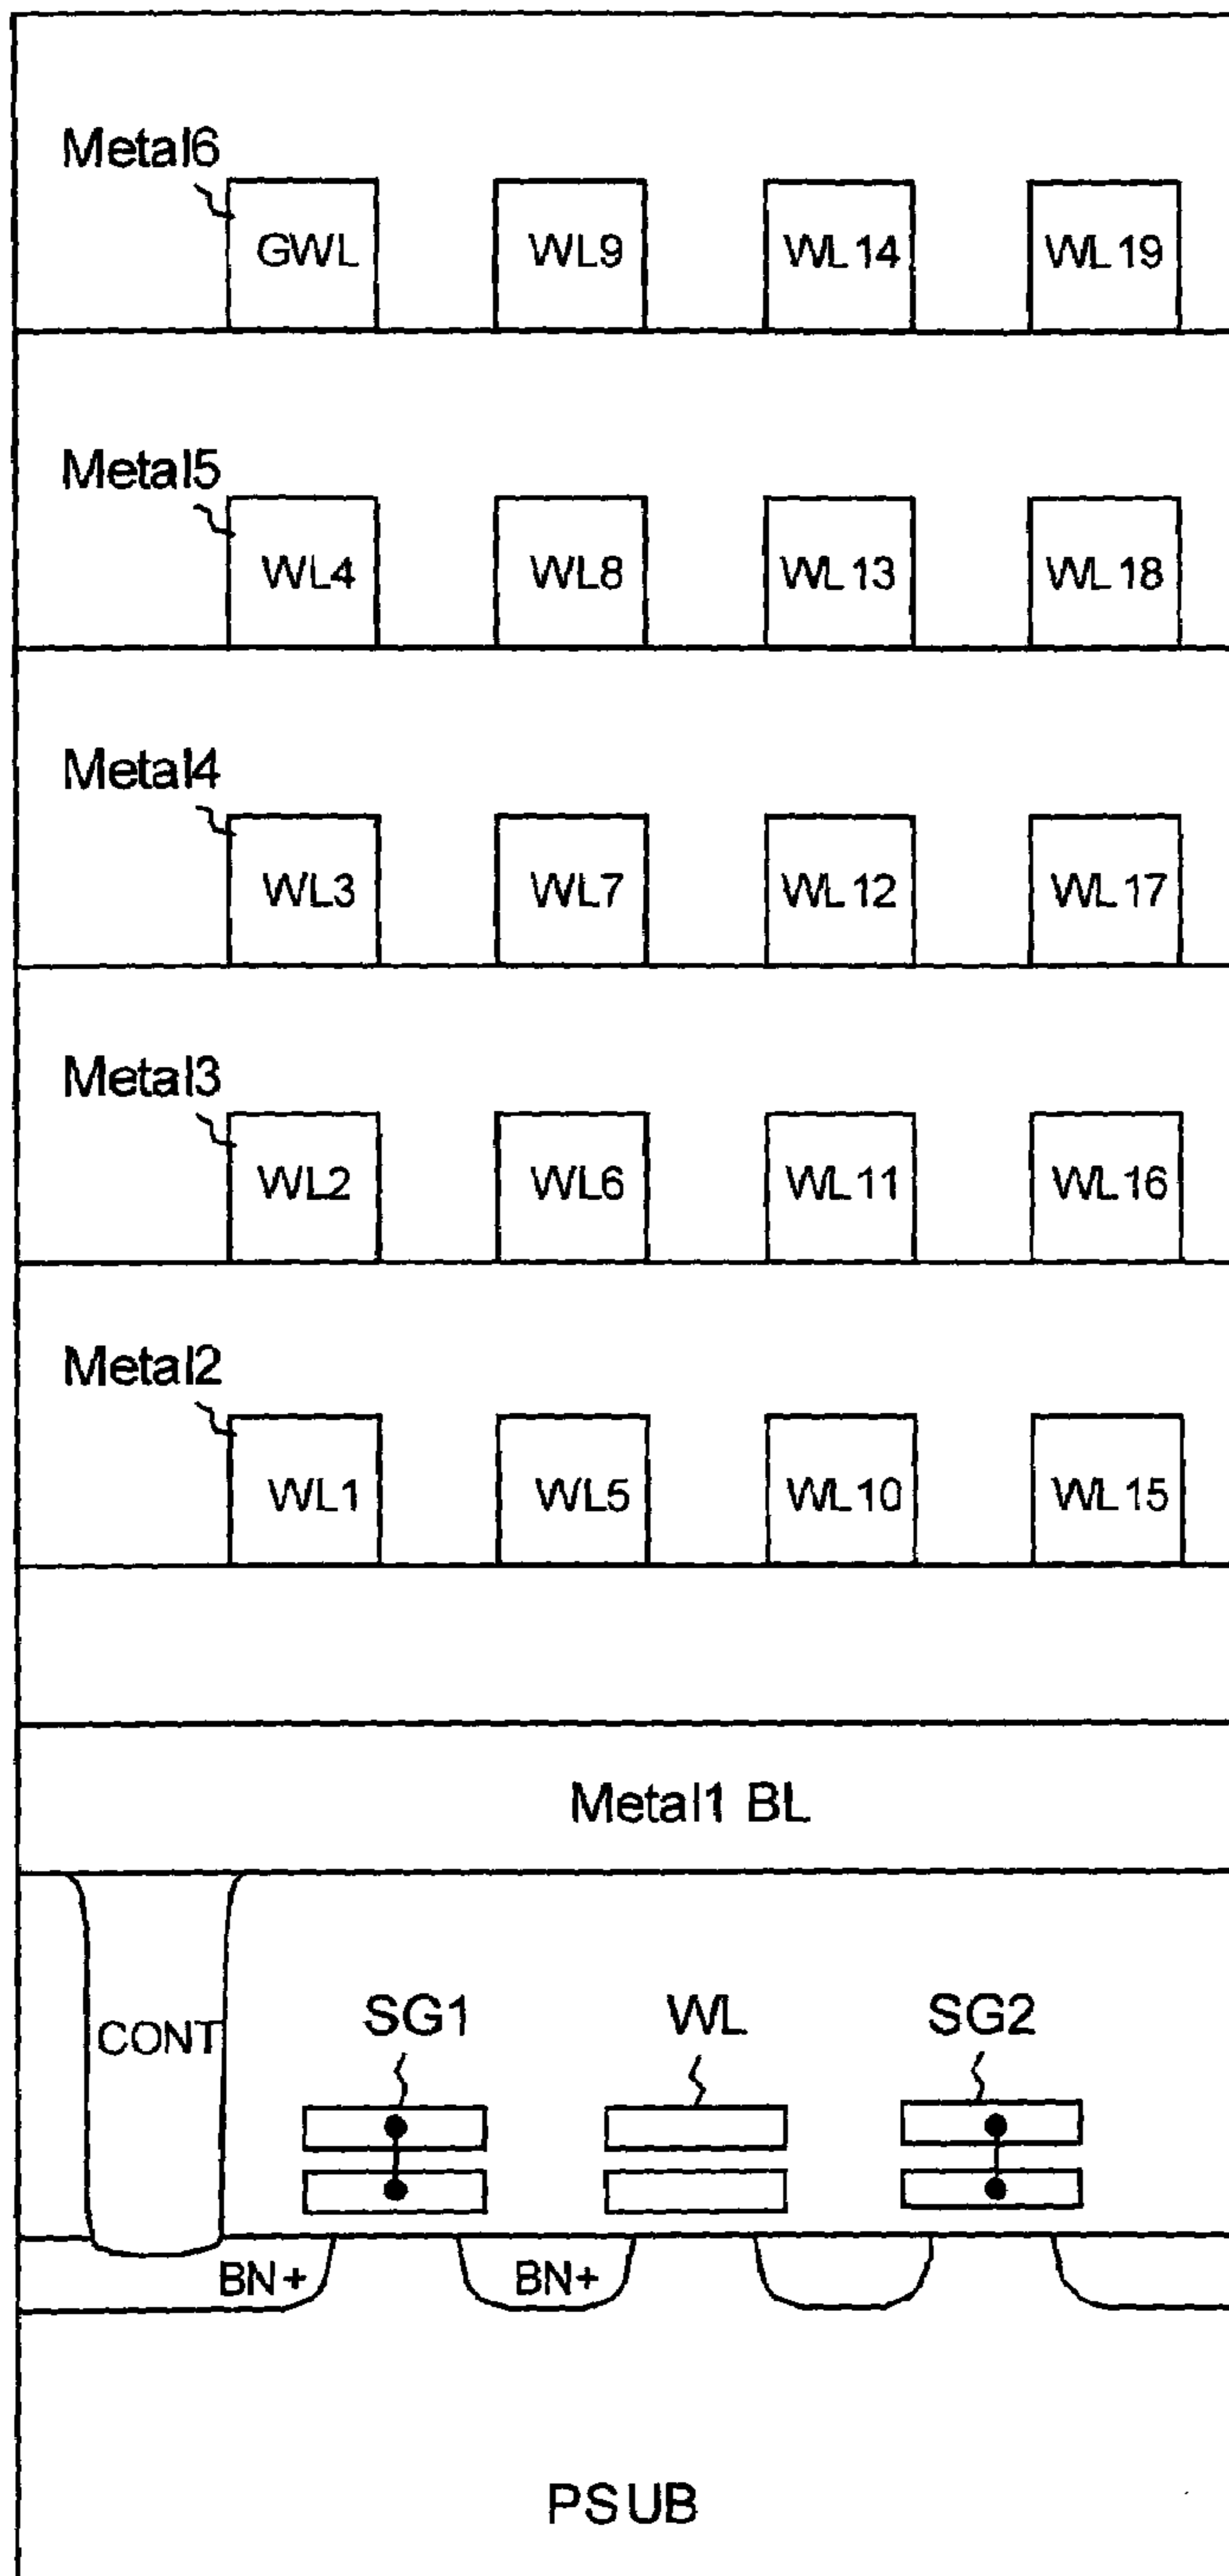 Metal6
GWL WL9 WL14 WL19
Metal5
WL4 WL8 WL13 WL18
Metal4
WL3 WL7 WL12 WL17
Metal3
WL2 WL6 WL11 WL16
Metal2
WL1 WL5 WL10 WL15
Metal1 BL
CONT SG1 WL SG2
BN+ BN+
PSUB